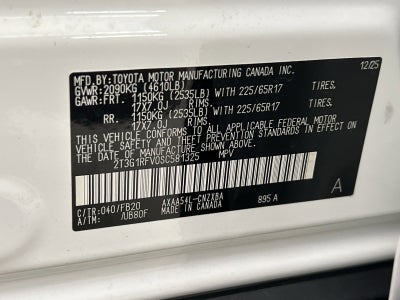 MFD.BY: TOYOTA MOTOR MANUFACTURING CANADA INC. 12/25
GVWR: 2090KG (4610LB)
GAWR: FRT. 1150KG (2535LB) WITH 225/65R17 TIRES,
17X7.0J RIMS,
RR. 1150KG (2535LB) WITH 225/65R17 TIRES,
17X7.0J RIMS,
THIS VEHICLE CONFORMS TO ALL APPLICABLE FEDERAL MOTOR
VEHICLE SAFETY, BUMPER, AND THEFT PREVENTION STANDARDS IN EFFECT ON
THE DATE OF MANUFACTURE SHOWN ABOVE.
2T3G1RFV0SC581325 MPV
C/TR: 040/FB20 AXAA54L-CNZXBA 895A A
A/TM: /UB80F MADE IN CANADA